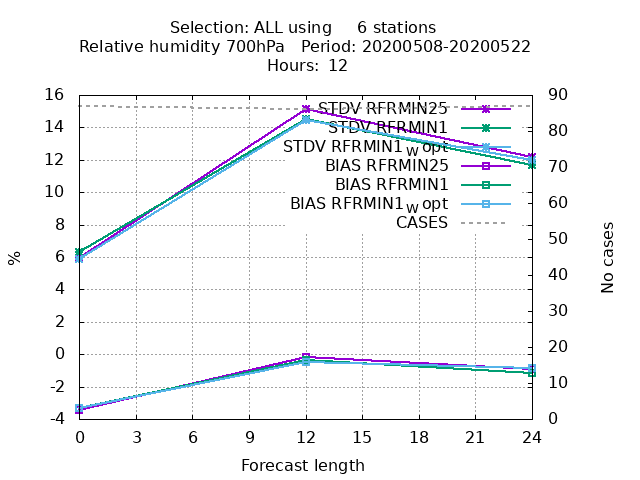 Selection: ALL using 6 stations
Relative humidity 700hPa Period: 20200508-20200522
Hours: 12
16
14
12
10
8
6
4
2
0
-2
-4
90
80
70
60
50
40
30
20
10
0
STDV RFRMIN25
STDV RFRMIN1
STDV RFRMIN1w opt
BIAS RFRMIN25
BIAS RFRMIN1
BIAS RFRMIN1w opt
CASES
%
No cases
0 3 6 9 12 15 18 21 24
Forecast length